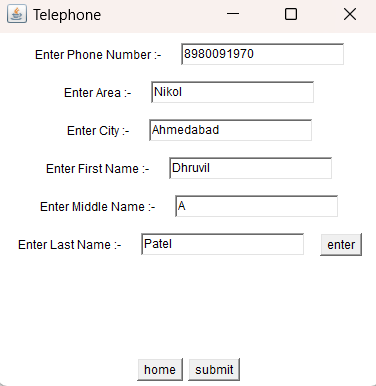 Telephone
Enter Phone Number :- 8980091970
Enter Area :- Nikol
Enter City :- Ahmedabad
Enter First Name :- Dhruvil
Enter Middle Name :- A
Enter Last Name :- Patel enter
home submit